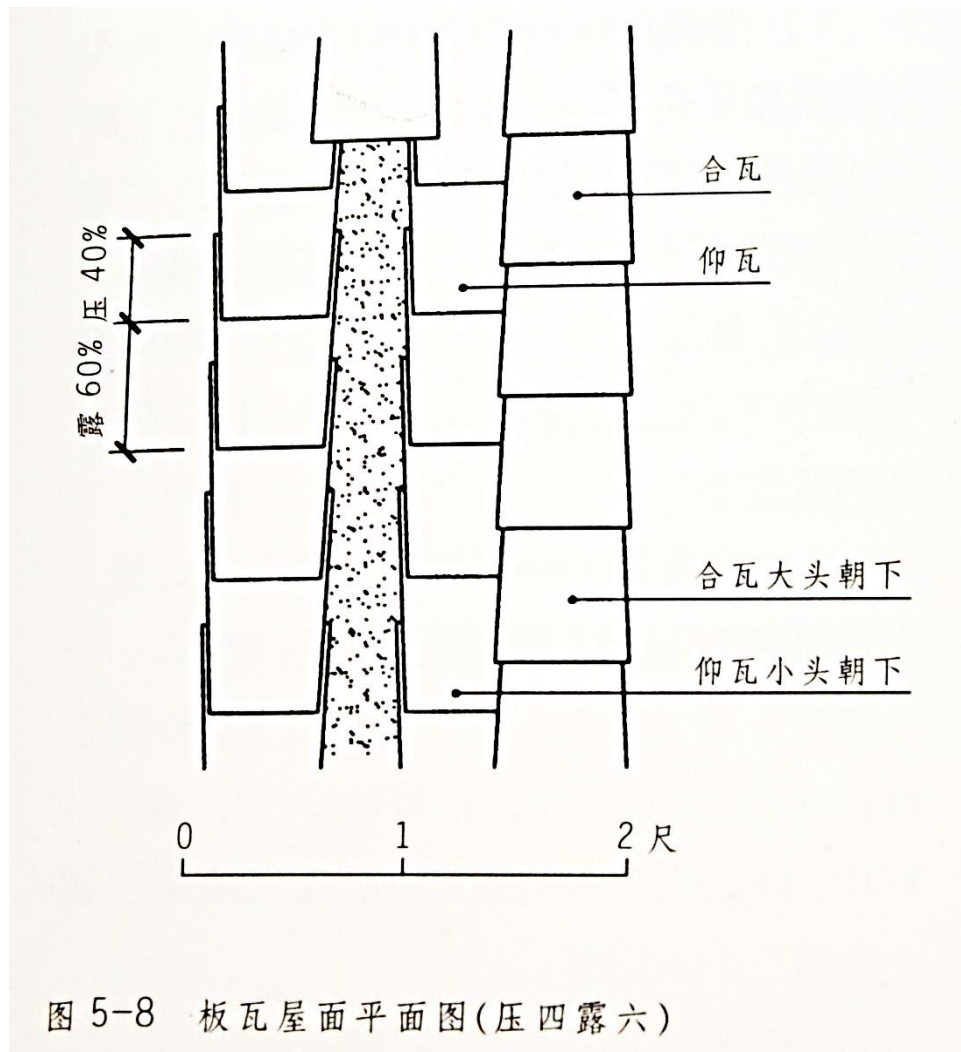 合瓦
仰瓦
压 40%
露 60%
合瓦大头朝下
仰瓦小头朝下
0 1 2 尺
图 5-8 板瓦屋面平面图(压四露六)